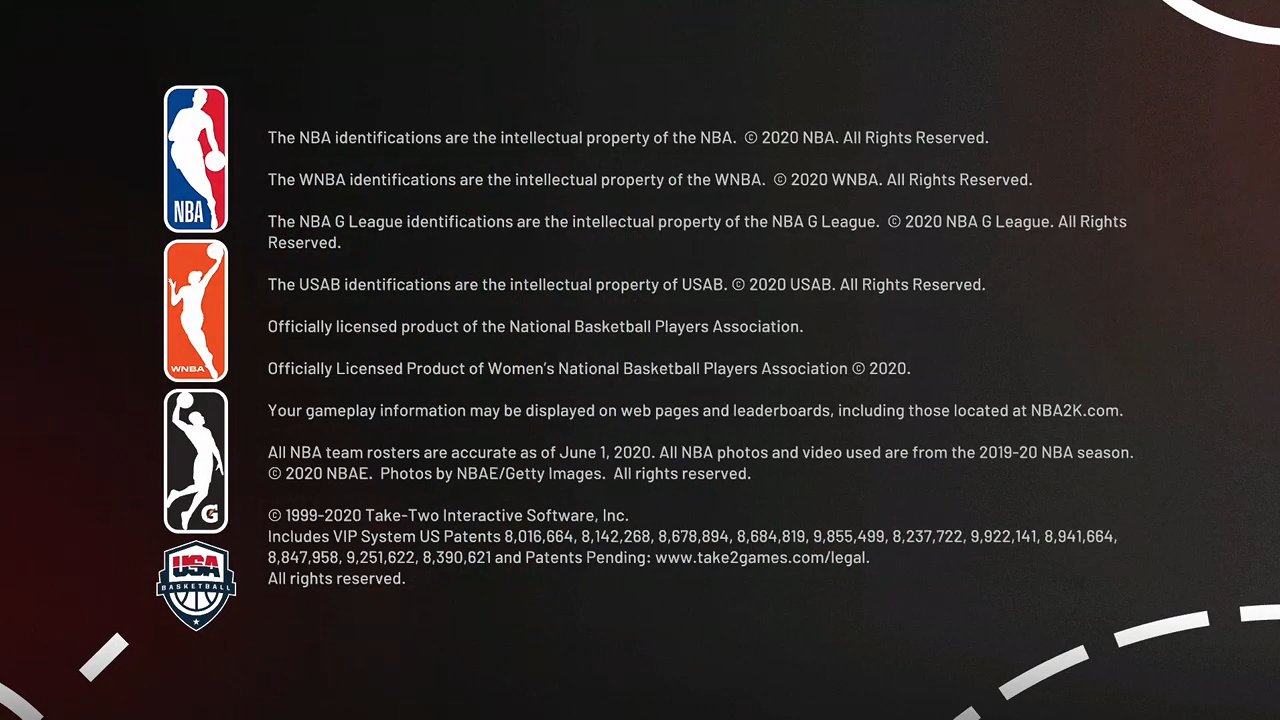 NBA
The NBA identifications are the intellectual property of the NBA.  © 2020 NBA. All Rights Reserved.
The WNBA identifications are the intellectual property of the WNBA.  © 2020 WNBA. All Rights Reserved.
The NBA G League identifications are the intellectual property of the NBA G League.  © 2020 NBA G League. All Rights
Reserved.
WNBA
The USAB identifications are the intellectual property of USAB. © 2020 USAB. All Rights Reserved.
Officially licensed product of the National Basketball Players Association.
Officially Licensed Product of Women's National Basketball Players Association © 2020.
Your gameplay information may be displayed on web pages and leaderboards, including those located at NBA2K.com.
All NBA team rosters are accurate as of June 1, 2020. All NBA photos and video used are from the 2019-20 NBA season.
© 2020 NBAE.  Photos by NBAE/Getty Images.  All rights reserved.
G
© 1999-2020 Take-Two Interactive Software, Inc.
Includes VIP System US Patents 8,016,664, 8,142,268, 8,678,894, 8,684,819, 9,855,499, 8,237,722, 9,922,141, 8,941,664,
8,847,958, 9,251,622, 8,390,621 and Patents Pending: www.take2games.com/legal.
All rights reserved.
USA
BASKETBALL